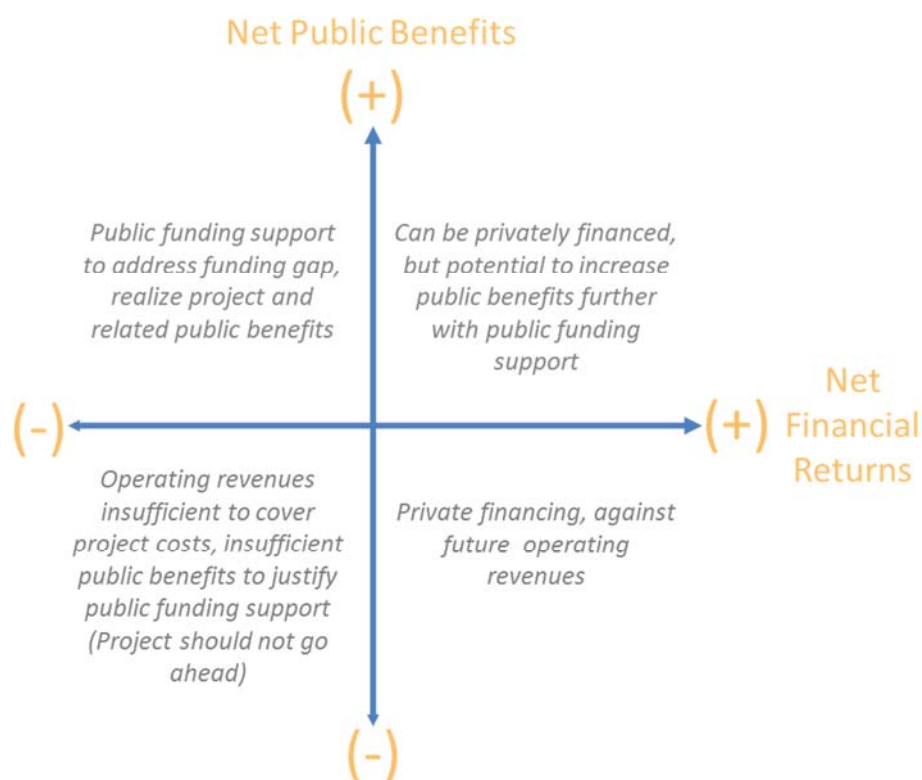 Net Public Benefits
(+)
Public funding support
to address funding gap,
realize project and
related public benefits
Can be privately financed,
but potential to increase
public benefits further
with public funding
support
(-)
(+)
Net
Financial
Returns
Operating revenues
insufficient to cover
project costs, insufficient
public benefits to justify
public funding support
(Project should not go
ahead)
Private financing, against
future operating
revenues
(-)